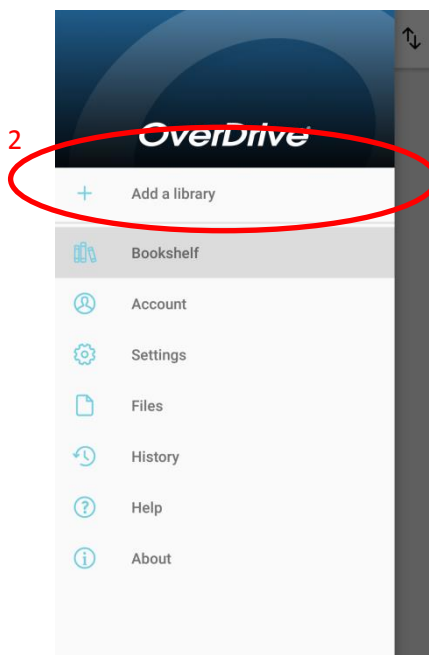 OverDrive
2
Add a library
Bookshelf
Account
Settings
Files
History
Help
About